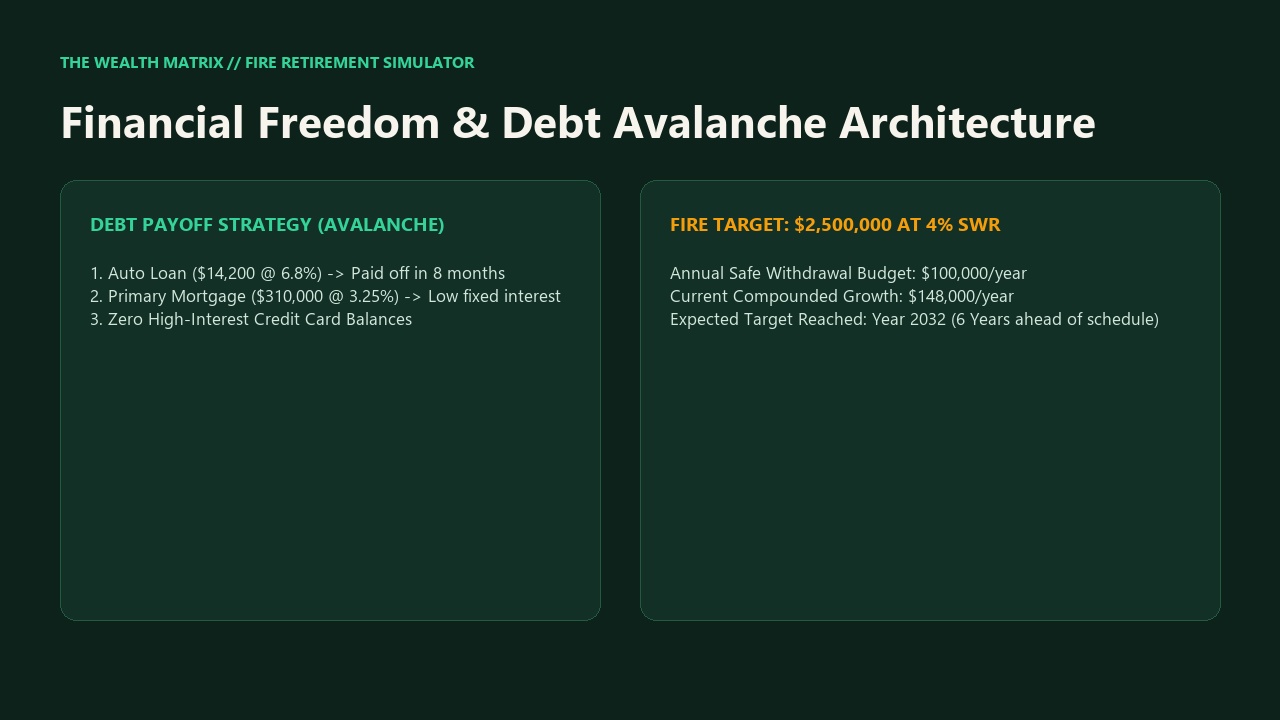 THE WEALTH MATRIX // FIRE RETIREMENT SIMULATOR
Financial Freedom & Debt Avalanche Architecture
DEBT PAYOFF STRATEGY (AVALANCHE)
1. Auto Loan ($14,200 @ 6.8%) -> Paid off in 8 months
2. Primary Mortgage ($310,000 @ 3.25%) -> Low fixed interest
3. Zero High-Interest Credit Card Balances
FIRE TARGET: $2,500,000 AT 4% SWR
Annual Safe Withdrawal Budget: $100,000/year
Current Compounded Growth: $148,000/year
Expected Target Reached: Year 2032 (6 Years ahead of schedule)